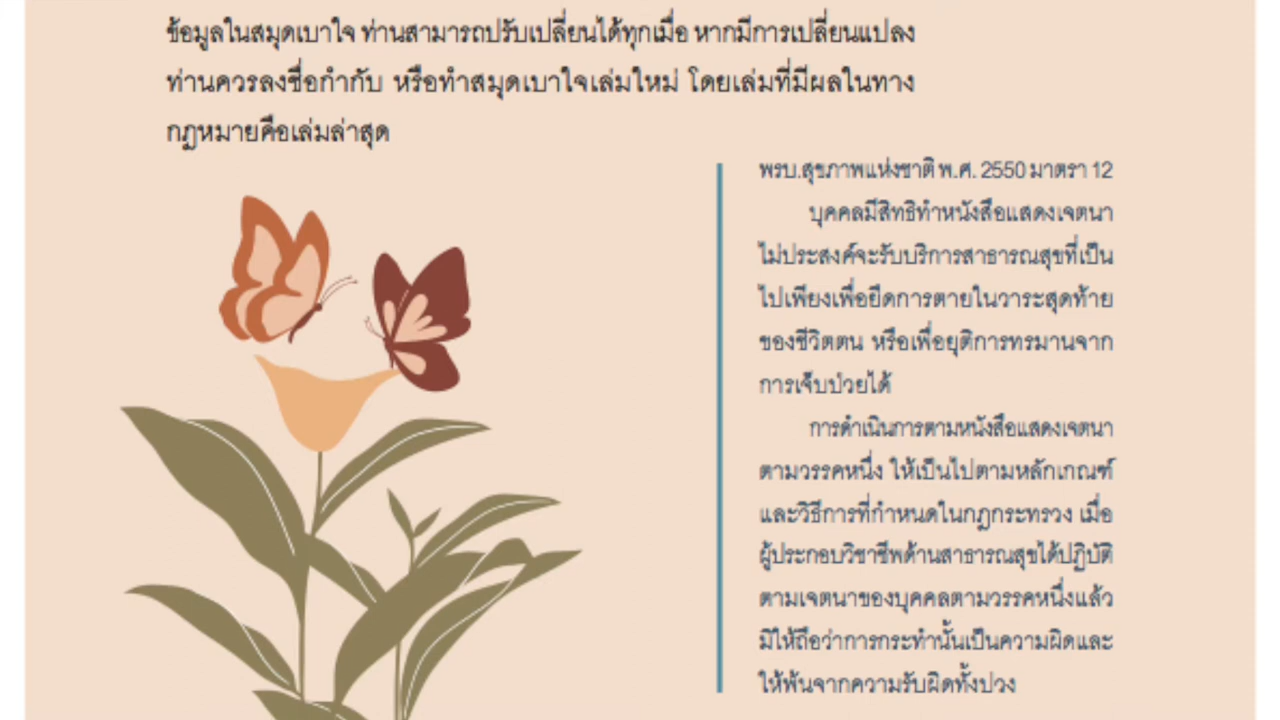 ข้อมูลในสมุดเบาใจ ท่านสามารถปรับเปลี่ยนได้ทุกเมื่อ หากมีการเปลี่ยนแปลง
ท่านควรลงชื่อกำกับ หรือทำสมุดเบาใจเล่มใหม่ โดยเล่มที่มีผลในทาง
กฎหมายคือเล่มล่าสุด
พรบ.สุขภาพแห่งชาติ พ.ศ. 2550 มาตรา 12
บุคคลมีสิทธิทำหนังสือแสดงเจตนา
ไม่ประสงค์จะรับบริการสาธารณสุขที่เป็น
ไปเพียงเพื่อยืดการตายในวาระสุดท้าย
ของชีวิตตน หรือเพื่อยุติการทรมานจาก
การเจ็บป่วยได้
การดำเนินการตามหนังสือแสดงเจตนา
ตามวรรคหนึ่ง ให้เป็นไปตามหลักเกณฑ์
และวิธีการที่กำหนดในกฎกระทรวง เมื่อ
ผู้ประกอบวิชาชีพด้านสาธารณสุขได้ปฏิบัติ
ตามเจตนาของบุคคลตามวรรคหนึ่งแล้ว
มิให้ถือว่าการกระทำนั้นเป็นความผิดและ
ให้พ้นจากความรับผิดทั้งปวง